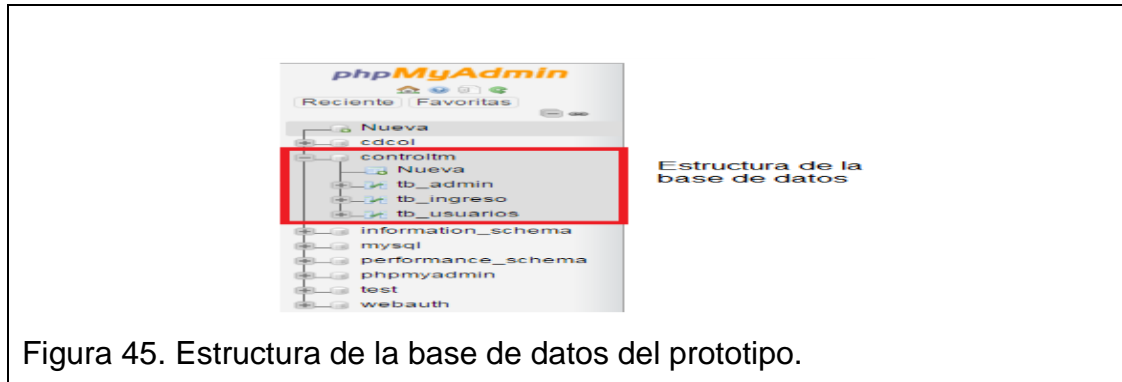 phpMyAdmin
Reciente Favoritas
Nueva
cdcol
controltm
Nueva
tb_admin
tb_ingreso
tb_usuarios
information_schema
mysql
performance_schema
phpmyadmin
test
webauth
Estructura de la
base de datos
Figura 45. Estructura de la base de datos del prototipo.